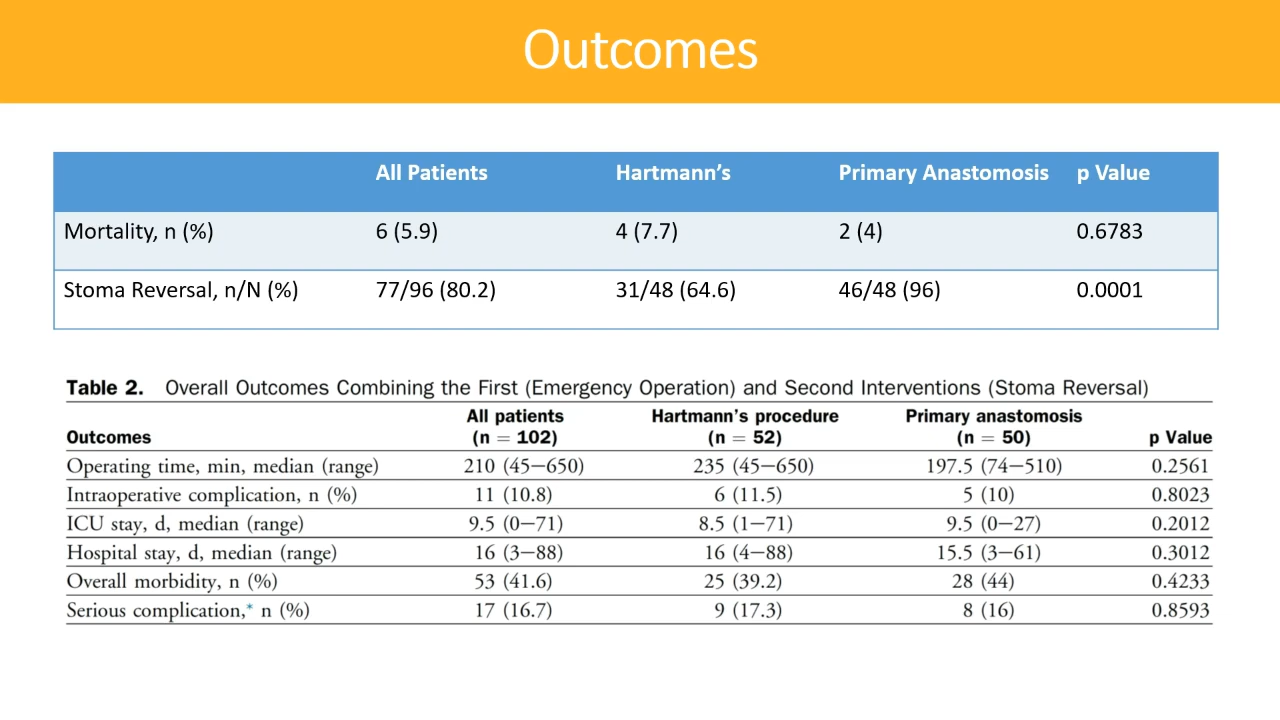 Outcomes
All Patients Hartmann's Primary Anastomosis p Value
Mortality, n (%) 6 (5.9) 4 (7.7) 2 (4) 0.6783
Stoma Reversal, n/N (%) 77/96 (80.2) 31/48 (64.6) 46/48 (96) 0.0001
Table 2. Overall Outcomes Combining the First (Emergency Operation) and Second Interventions (Stoma Reversal)
All patients Hartmann's procedure Primary anastomosis
Outcomes (n = 102) (n = 52) (n = 50) p Value
Operating time, min, median (range) 210 (45–650) 235 (45–650) 197.5 (74–510) 0.2561
Intraoperative complication, n (%) 11 (10.8) 6 (11.5) 5 (10) 0.8023
ICU stay, d, median (range) 9.5 (0–71) 8.5 (1–71) 9.5 (0–27) 0.2012
Hospital stay, d, median (range) 16 (3–88) 16 (4–88) 15.5 (3–61) 0.3012
Overall morbidity, n (%) 53 (41.6) 25 (39.2) 28 (44) 0.4233
Serious complication,* n (%) 17 (16.7) 9 (17.3) 8 (16) 0.8593